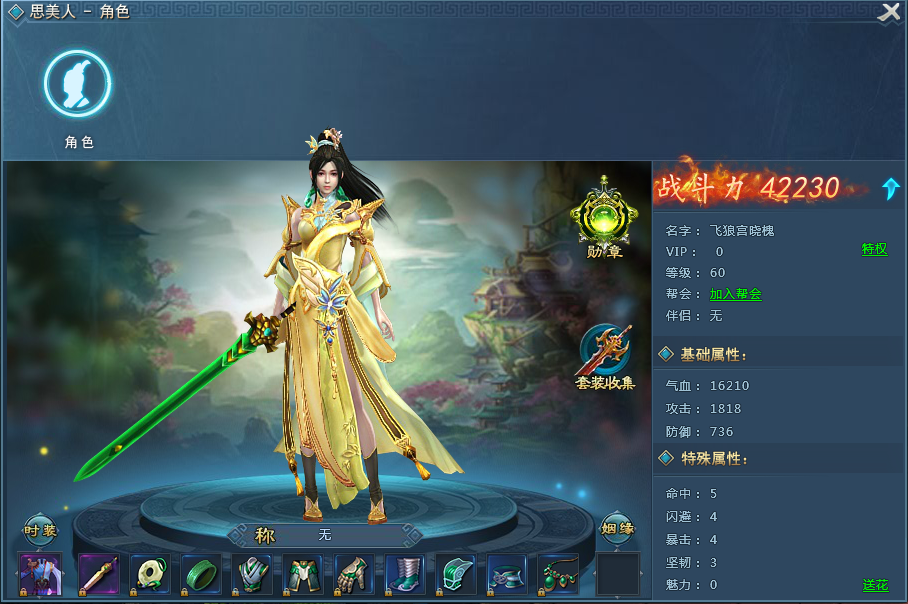 思美人 - 角色
角色
战斗力 42230
名字： 飞狼宫晓槐
VIP： 0 特权
等级： 60
帮会： 加入帮会
伴侣： 无
勋章
套装收集
基础属性：
气血： 16210
攻击： 1818
防御： 736
特殊属性：
命中： 5
闪避： 4
暴击： 4
坚韧： 3
魅力： 0 送花
时装
称 无
姻缘